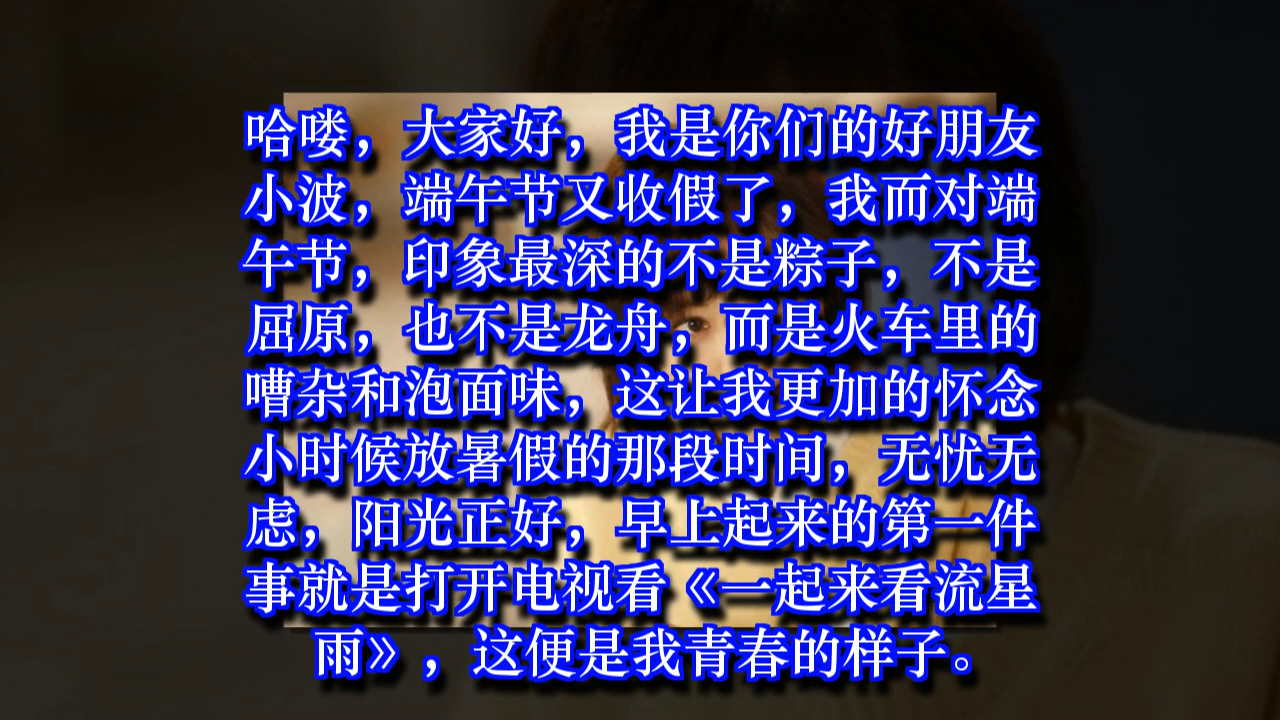 哈喽，大家好，我是你们的好朋友
小波，端午节又收假了，我而对端
午节，印象最深的不是粽子，不是
屈原，也不是龙舟，而是火车里的
嘈杂和泡面味，这让我更加的怀念
小时候放暑假的那段时间，无忧无
虑，阳光正好，早上起来的第一件
事就是打开电视看《一起来看流星
雨》，这便是我青春的样子。